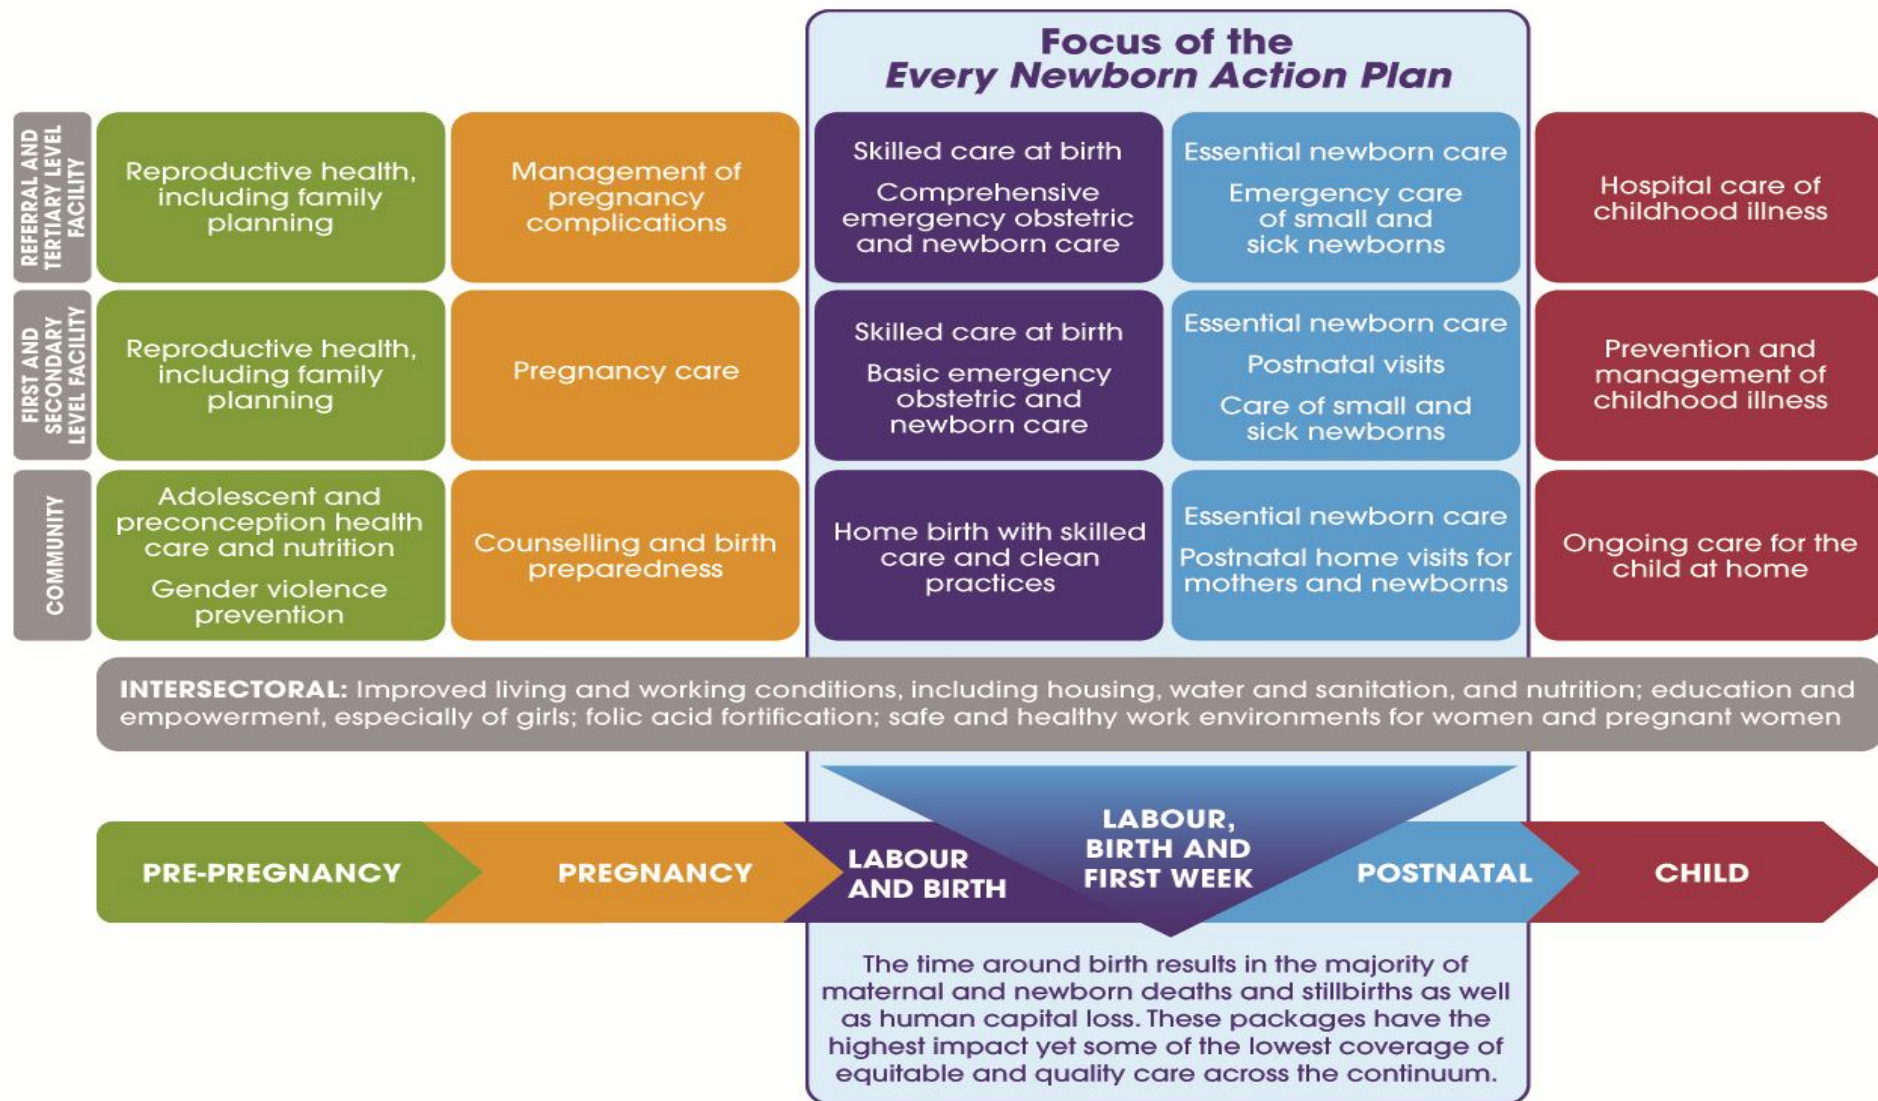 Focus of the
Every Newborn Action Plan
REFERRAL AND
TERTIARY LEVEL
FACILITY
Reproductive health,
including family
planning
Management of
pregnancy
complications
Skilled care at birth
Comprehensive
emergency obstetric
and newborn care
Essential newborn care
Emergency care
of small and
sick newborns
Hospital care of
childhood illness
FIRST AND
SECONDARY
LEVEL FACILITY
Reproductive health,
including family
planning
Pregnancy care
Skilled care at birth
Basic emergency
obstetric and
newborn care
Essential newborn care
Postnatal visits
Care of small and
sick newborns
Prevention and
management of
childhood illness
COMMUNITY
Adolescent and
preconception health
care and nutrition
Gender violence
prevention
Counselling and birth
preparedness
Home birth with skilled
care and clean
practices
Essential newborn care
Postnatal home visits for
mothers and newborns
Ongoing care for the
child at home
INTERSECTORAL: Improved living and working conditions, including housing, water and sanitation, and nutrition; education and
empowerment, especially of girls; folic acid fortification; safe and healthy work environments for women and pregnant women
PRE-PREGNANCY
PREGNANCY
LABOUR
AND BIRTH
LABOUR,
BIRTH AND
FIRST WEEK
POSTNATAL
CHILD
The time around birth results in the majority of
maternal and newborn deaths and stillbirths as well
as human capital loss. These packages have the
highest impact yet some of the lowest coverage of
equitable and quality care across the continuum.